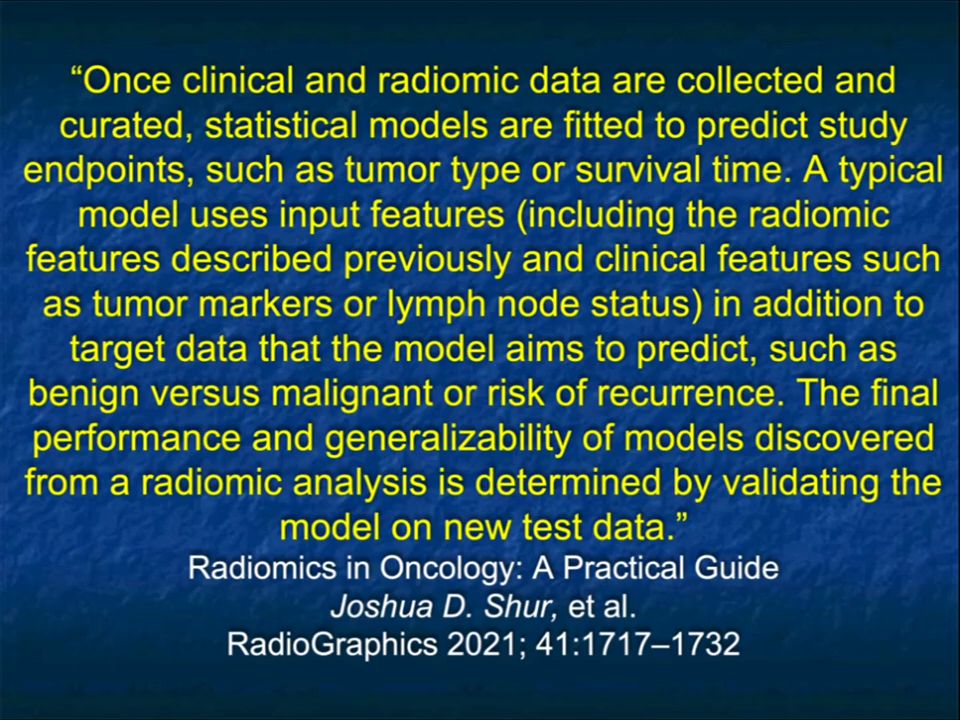 “Once clinical and radiomic data are collected and
curated, statistical models are fitted to predict study
endpoints, such as tumor type or survival time. A typical
model uses input features (including the radiomic
features described previously and clinical features such
as tumor markers or lymph node status) in addition to
target data that the model aims to predict, such as
benign versus malignant or risk of recurrence. The final
performance and generalizability of models discovered
from a radiomic analysis is determined by validating the
model on new test data.”
Radiomics in Oncology: A Practical Guide
Joshua D. Shur, et al.
RadioGraphics 2021; 41:1717–1732